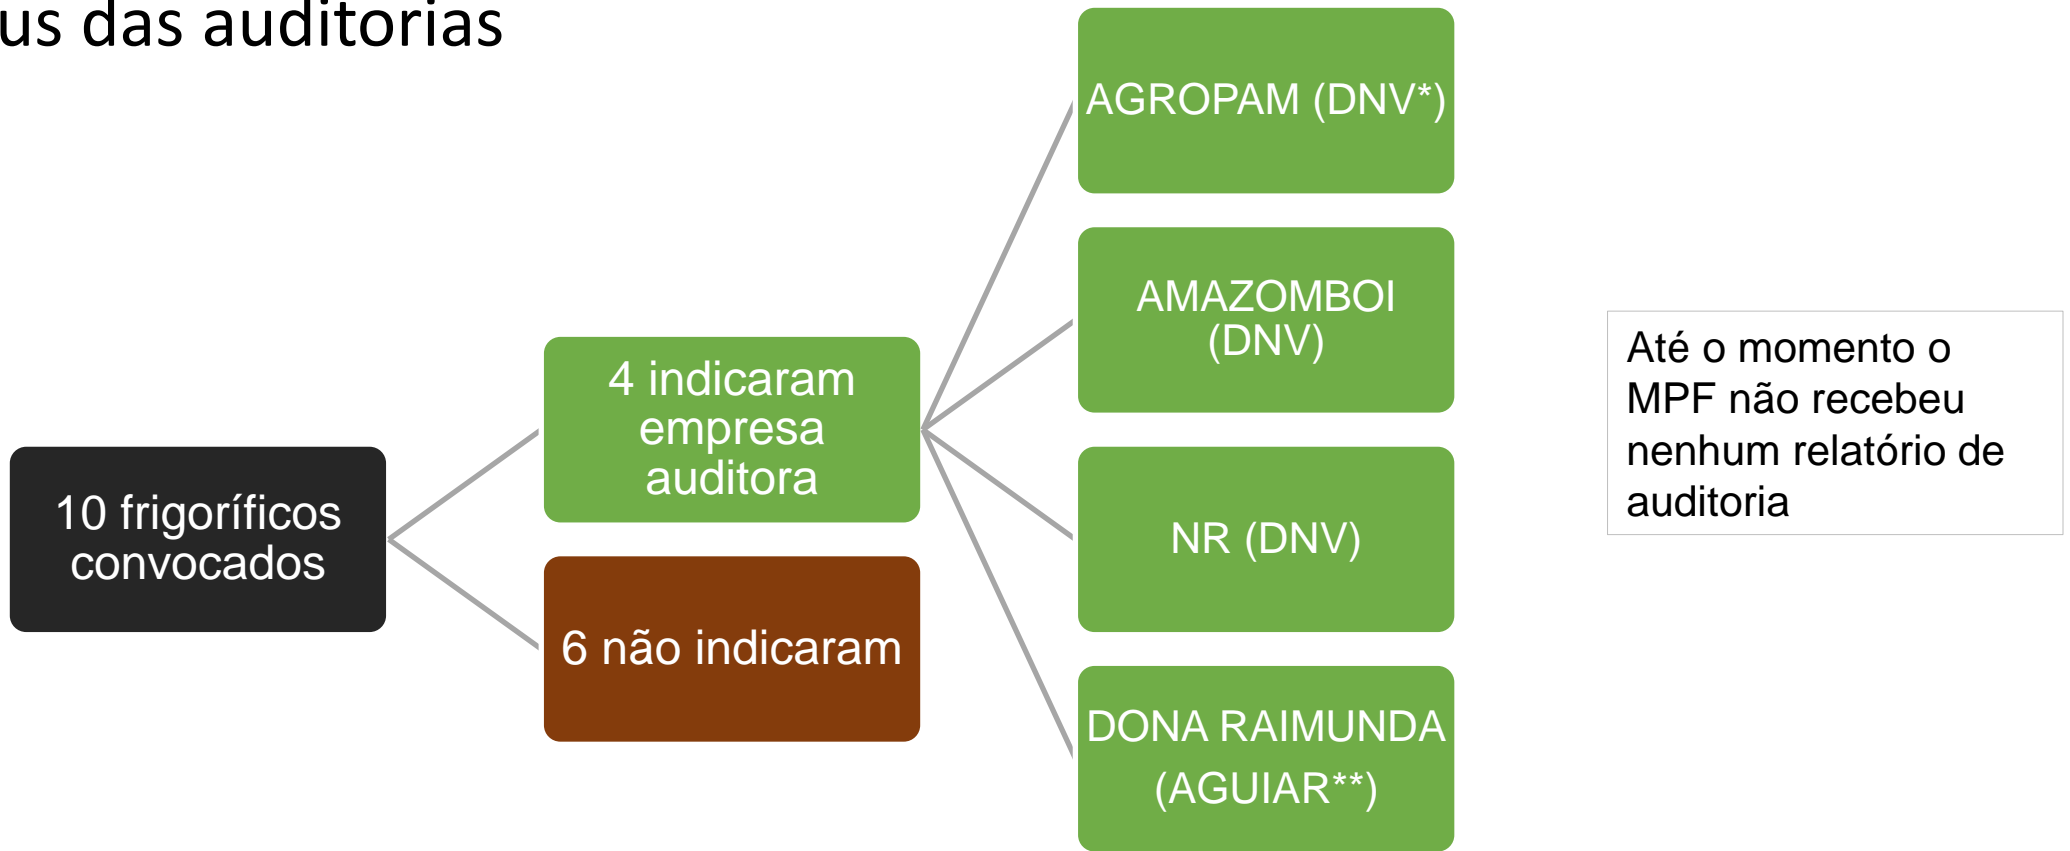 us das auditorias
10 frigoríficos
convocados
4 indicaram
empresa
auditora
6 não indicaram
AGROPAM (DNV*)
AMAZOMBOI
(DNV)
NR (DNV)
DONA RAIMUNDA
(AGUIAR**)
Até o momento o
MPF não recebeu
nenhum relatório de
auditoria